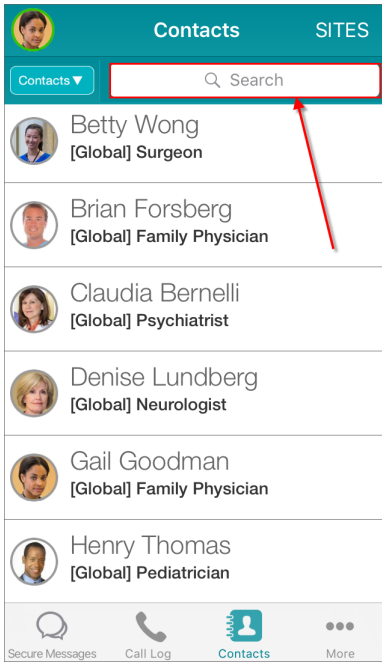 Contacts
SITES
Contacts ▼
Search
Betty Wong
[Global] Surgeon
Brian Forsberg
[Global] Family Physician
Claudia Bernelli
[Global] Psychiatrist
Denise Lundberg
[Global] Neurologist
Gail Goodman
[Global] Family Physician
Henry Thomas
[Global] Pediatrician
Secure Messages
Call Log
Contacts
More